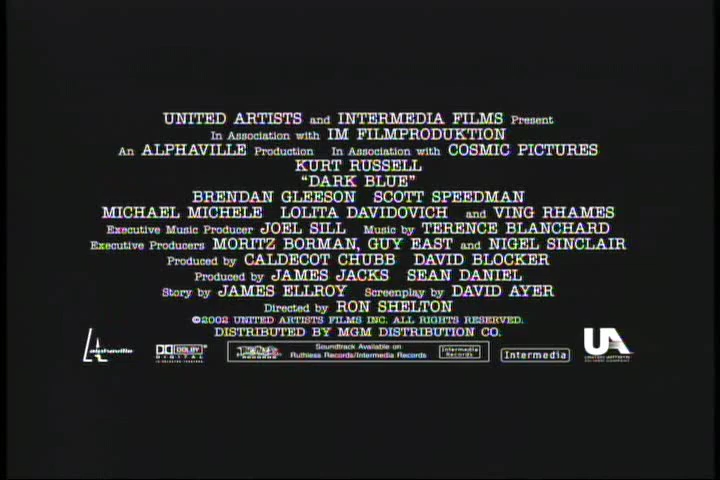 UNITED ARTISTS and INTERMEDIA FILMS Present
In Association with IM FILMPRODUKTION
An ALPHAVILLE Production In Association with COSMIC PICTURES
KURT RUSSELL
"DARK BLUE"
BRENDAN GLEESON SCOTT SPEEDMAN
MICHAEL MICHELE LOLITA DAVIDOVICH and VING RHAMES
Executive Music Producer JOEL SILL Music by TERENCE BLANCHARD
Executive Producers MORITZ BORMAN, GUY EAST and NIGEL SINCLAIR
Produced by CALDECOT CHUBB DAVID BLOCKER
Produced by JAMES JACKS SEAN DANIEL
Story by JAMES ELLROY Screenplay by DAVID AYER
Directed by RON SHELTON
©2002 UNITED ARTISTS FILMS INC. ALL RIGHTS RESERVED.
DISTRIBUTED BY MGM DISTRIBUTION CO.
alphaville
DOLBY
DIGITAL
Soundtrack Available on
Ruthless Records/Intermedia Records
Intermedia
Records
Intermedia
UA